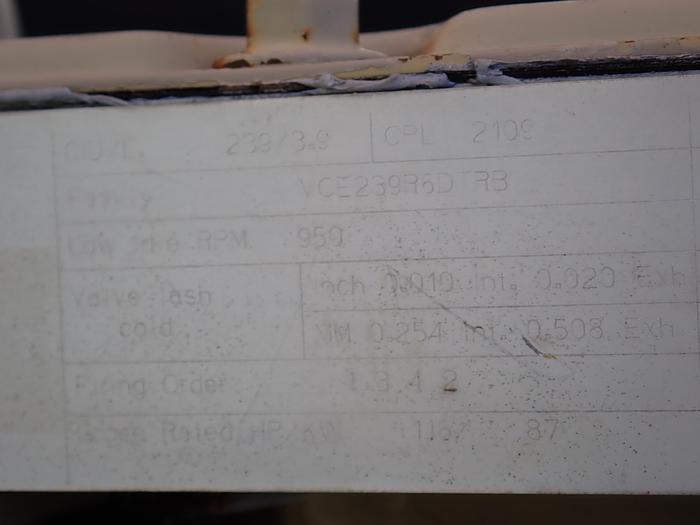 CID/L. 239/3.9 CPL 2109
Family VCE239R6DTRB
Low Idle RPM 950
Valve lash cold
Inch 0.010 Int. 0.020 Exh
MM 0.254 Int. 0.508 Exh
Firing Order 1 3 4 2
Gross Rated HP/KW 116/ 87